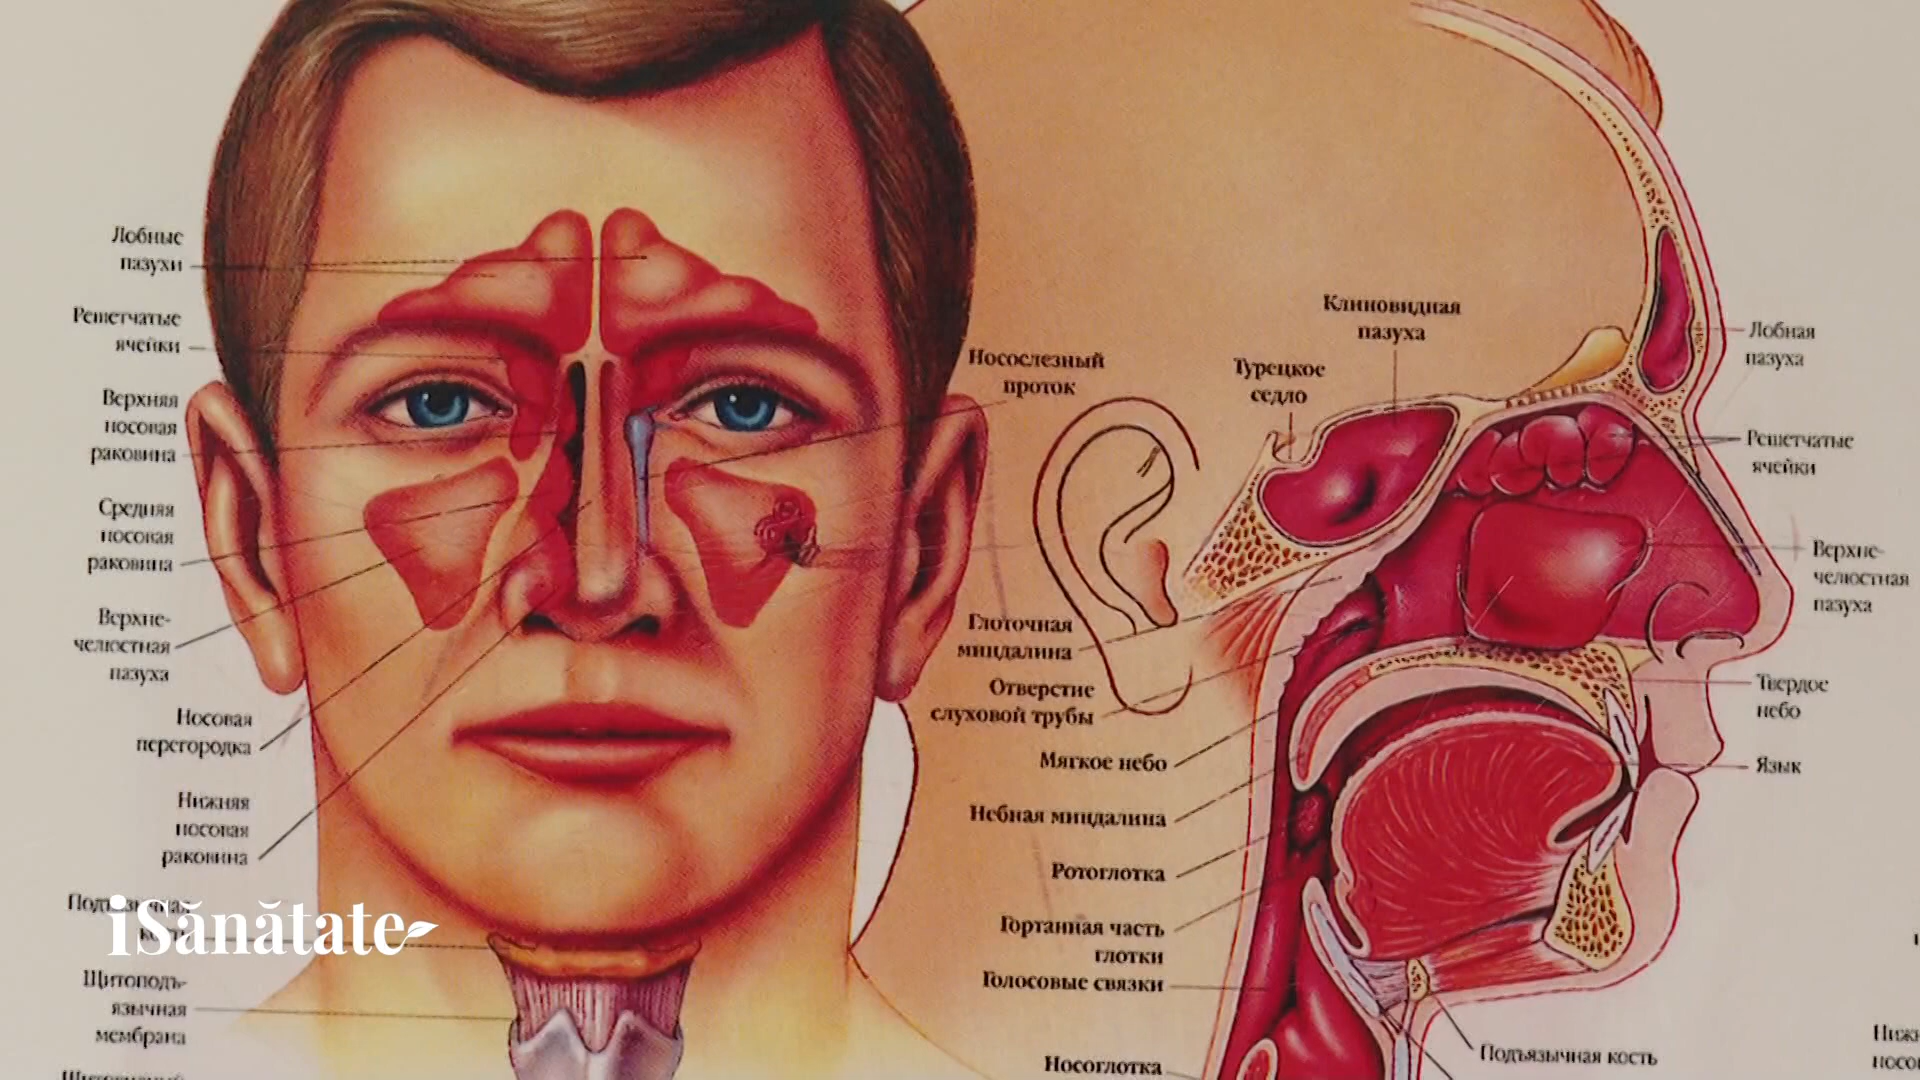 Лобные
пазухи
Решетчатые
ячейки
Верхняя
носовая
раковина
Средняя
носовая
раковина
Верхне-
челюстная
пазуха
Носовая
перегородка
Нижняя
носовая
раковина
iSănătate
Щитоподъ-
язычная
мембрана
Носослезный
проток
Турецкое
седло
Клиновидная
пазуха
Глоточная
миндалина
Отверстие
слуховой трубы
Мягкое небо
Небная миндалина
Ротоглотка
Гортанная часть
глотки
Голосовые связки
Носоглотка
Лобная
пазуха
Решетчатые
ячейки
Верхне-
челюстная
пазуха
Твердое
небо
Язык
Подъязычная кость